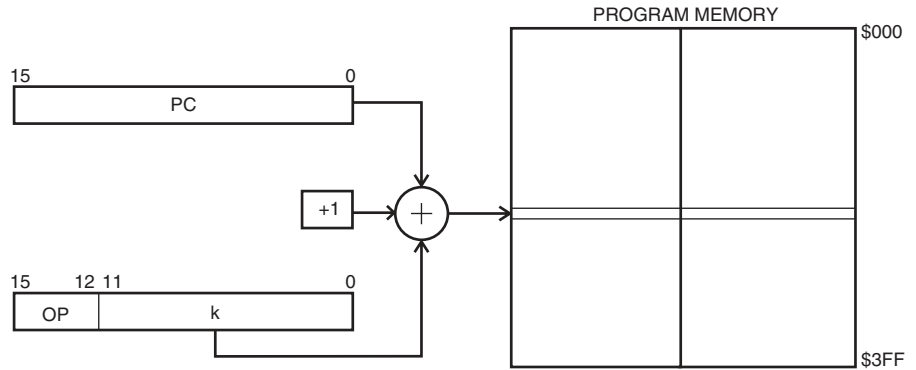 PROGRAM MEMORY
$000
15 0
PC
+1
15 12 11 0
OP k
$3FF